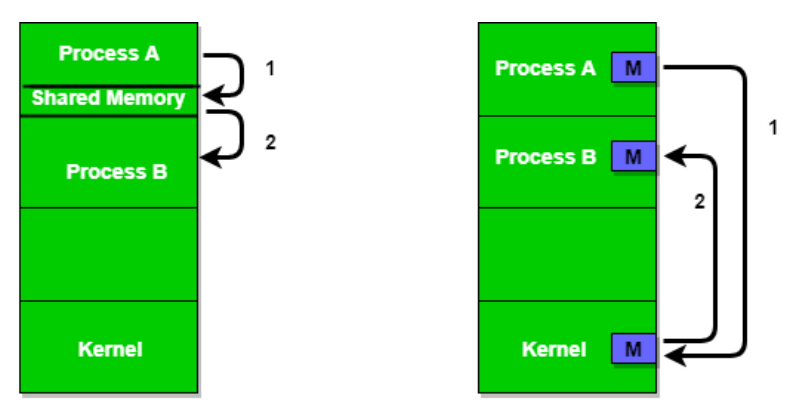 Process A
1
Shared Memory
2
Process B
Kernel
Process A M
1
Process B M
2
Kernel M